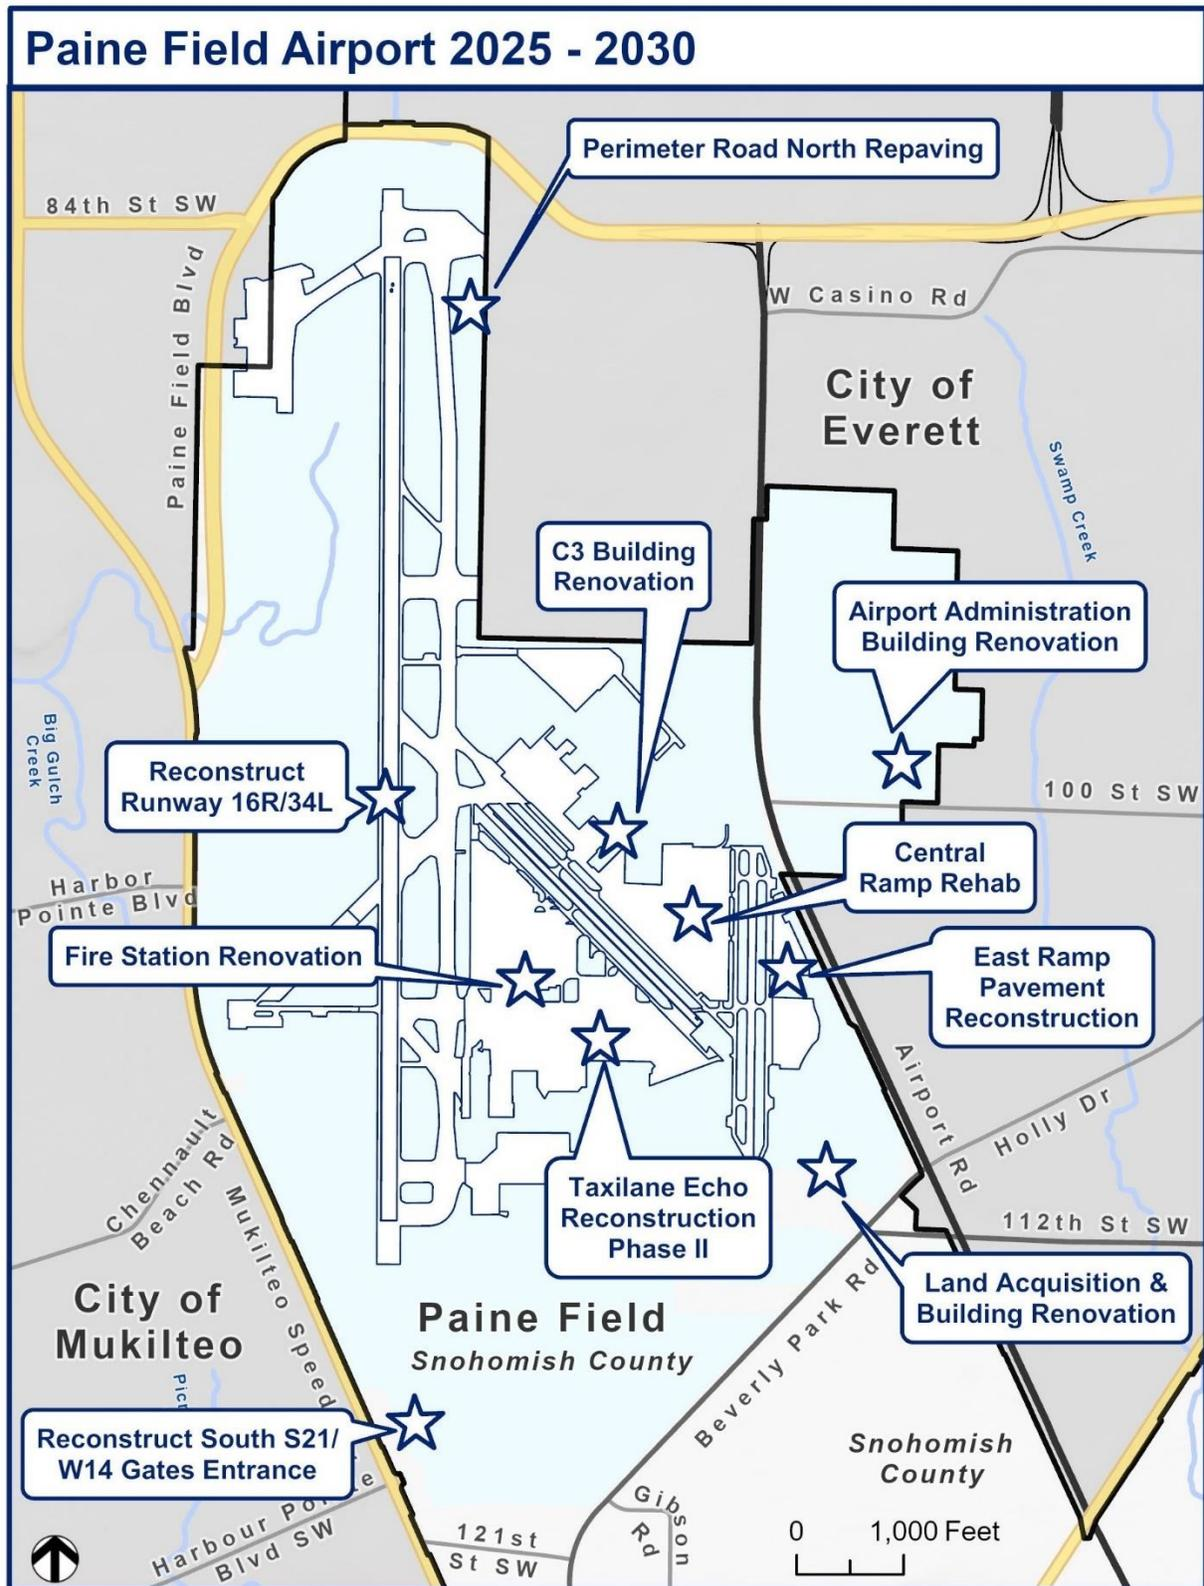 Paine Field Airport 2025 - 2030
Perimeter Road North Repaving
84th St SW
Paine Field Blvd
W Casino Rd
City of
Everett
Swamp Creek
C3 Building
Renovation
Airport Administration
Building Renovation
Big Gulch
Creek
Reconstruct
Runway 16R/34L
100 St SW
Central
Ramp Rehab
Harbor
Pointe Blvd
Fire Station Renovation
East Ramp
Pavement
Reconstruction
Airport Rd
Holly Dr
Chennault
Beach Rd
Mukilteo Speed
Taxilane Echo
Reconstruction
Phase II
112th St SW
Land Acquisition &
Building Renovation
City of
Mukilteo
Paine Field
Snohomish County
Beverly Park Rd
Pict
Reconstruct South S21/
W14 Gates Entrance
Snohomish
County
Harbour Po
e
Blvd SW
121st
St SW
Gibson
Rd
0 1,000 Feet